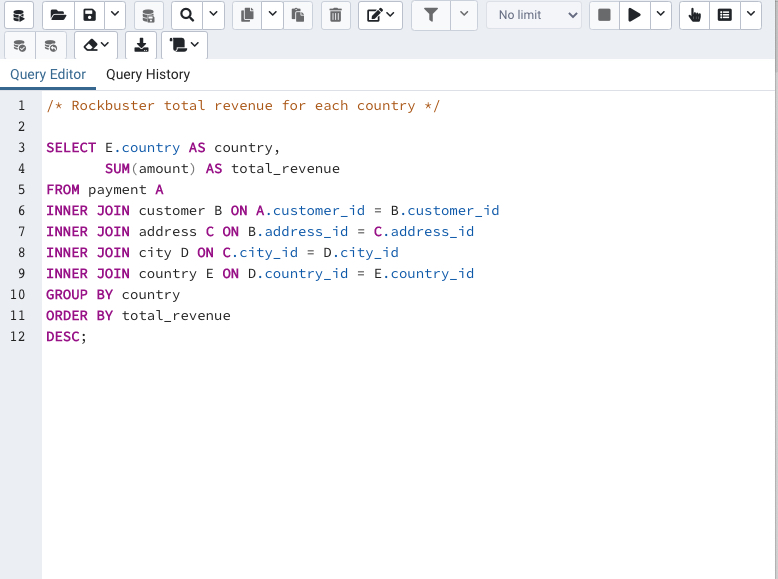 No limit
Query Editor Query History
1 /* Rockbuster total revenue for each country */
2
3 SELECT E.country AS country,
4        SUM(amount) AS total_revenue
5 FROM payment A
6 INNER JOIN customer B ON A.customer_id = B.customer_id
7 INNER JOIN address C ON B.address_id = C.address_id
8 INNER JOIN city D ON C.city_id = D.city_id
9 INNER JOIN country E ON D.country_id = E.country_id
10 GROUP BY country
11 ORDER BY total_revenue
12 DESC;